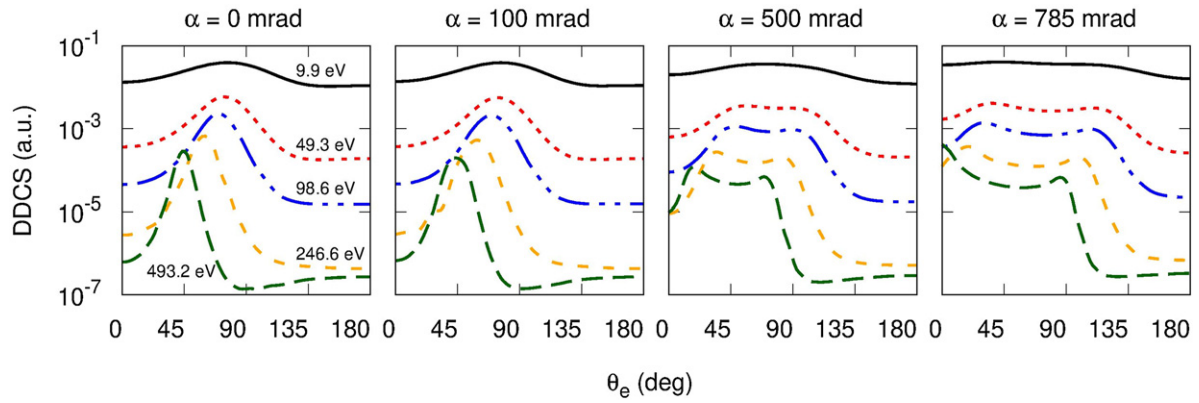 α = 0 mrad
α = 100 mrad
α = 500 mrad
α = 785 mrad
DDCS (a.u.)
10⁻¹
10⁻³
10⁻⁵
10⁻⁷
9.9 eV
49.3 eV
98.6 eV
246.6 eV
493.2 eV
0 45 90 135 180
0 45 90 135 180
0 45 90 135 180
0 45 90 135 180
θₑ (deg)